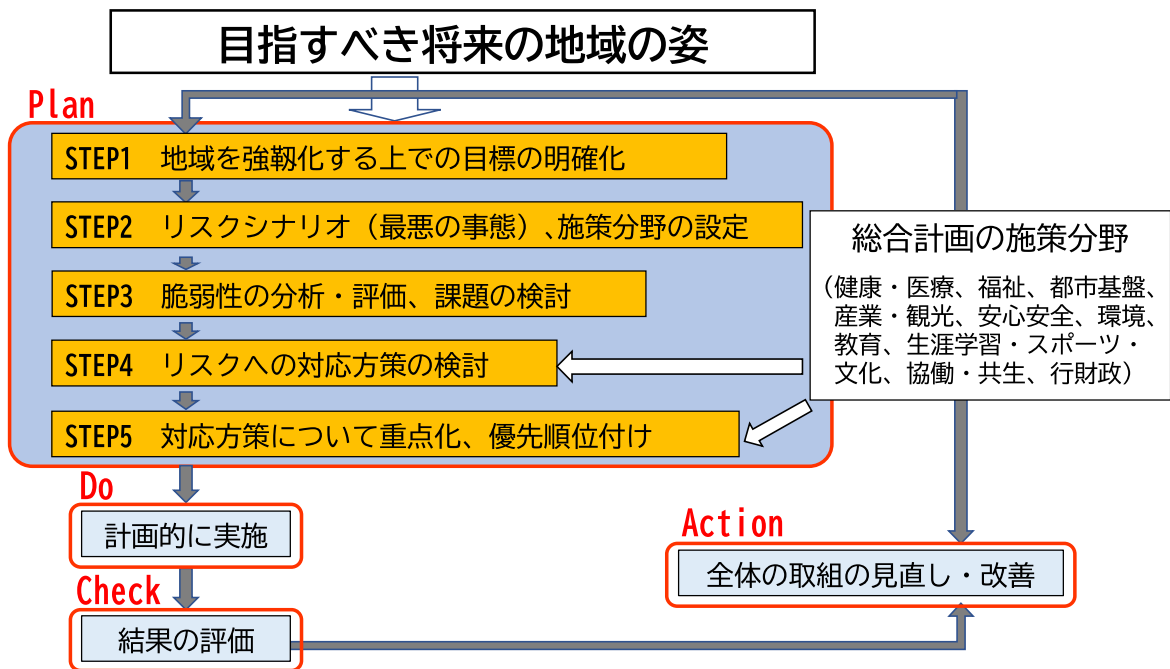 目指すべき将来の地域の姿
Plan
STEP1 地域を強靱化する上での目標の明確化
STEP2 リスクシナリオ（最悪の事態）、施策分野の設定
STEP3 脆弱性の分析・評価、課題の検討
STEP4 リスクへの対応方策の検討
STEP5 対応方策について重点化、優先順位付け
総合計画の施策分野
（健康・医療、福祉、都市基盤、
産業・観光、安心安全、環境、
教育、生涯学習・スポーツ・
文化、協働・共生、行財政）
Do
計画的に実施
Check
結果の評価
Action
全体の取組の見直し・改善